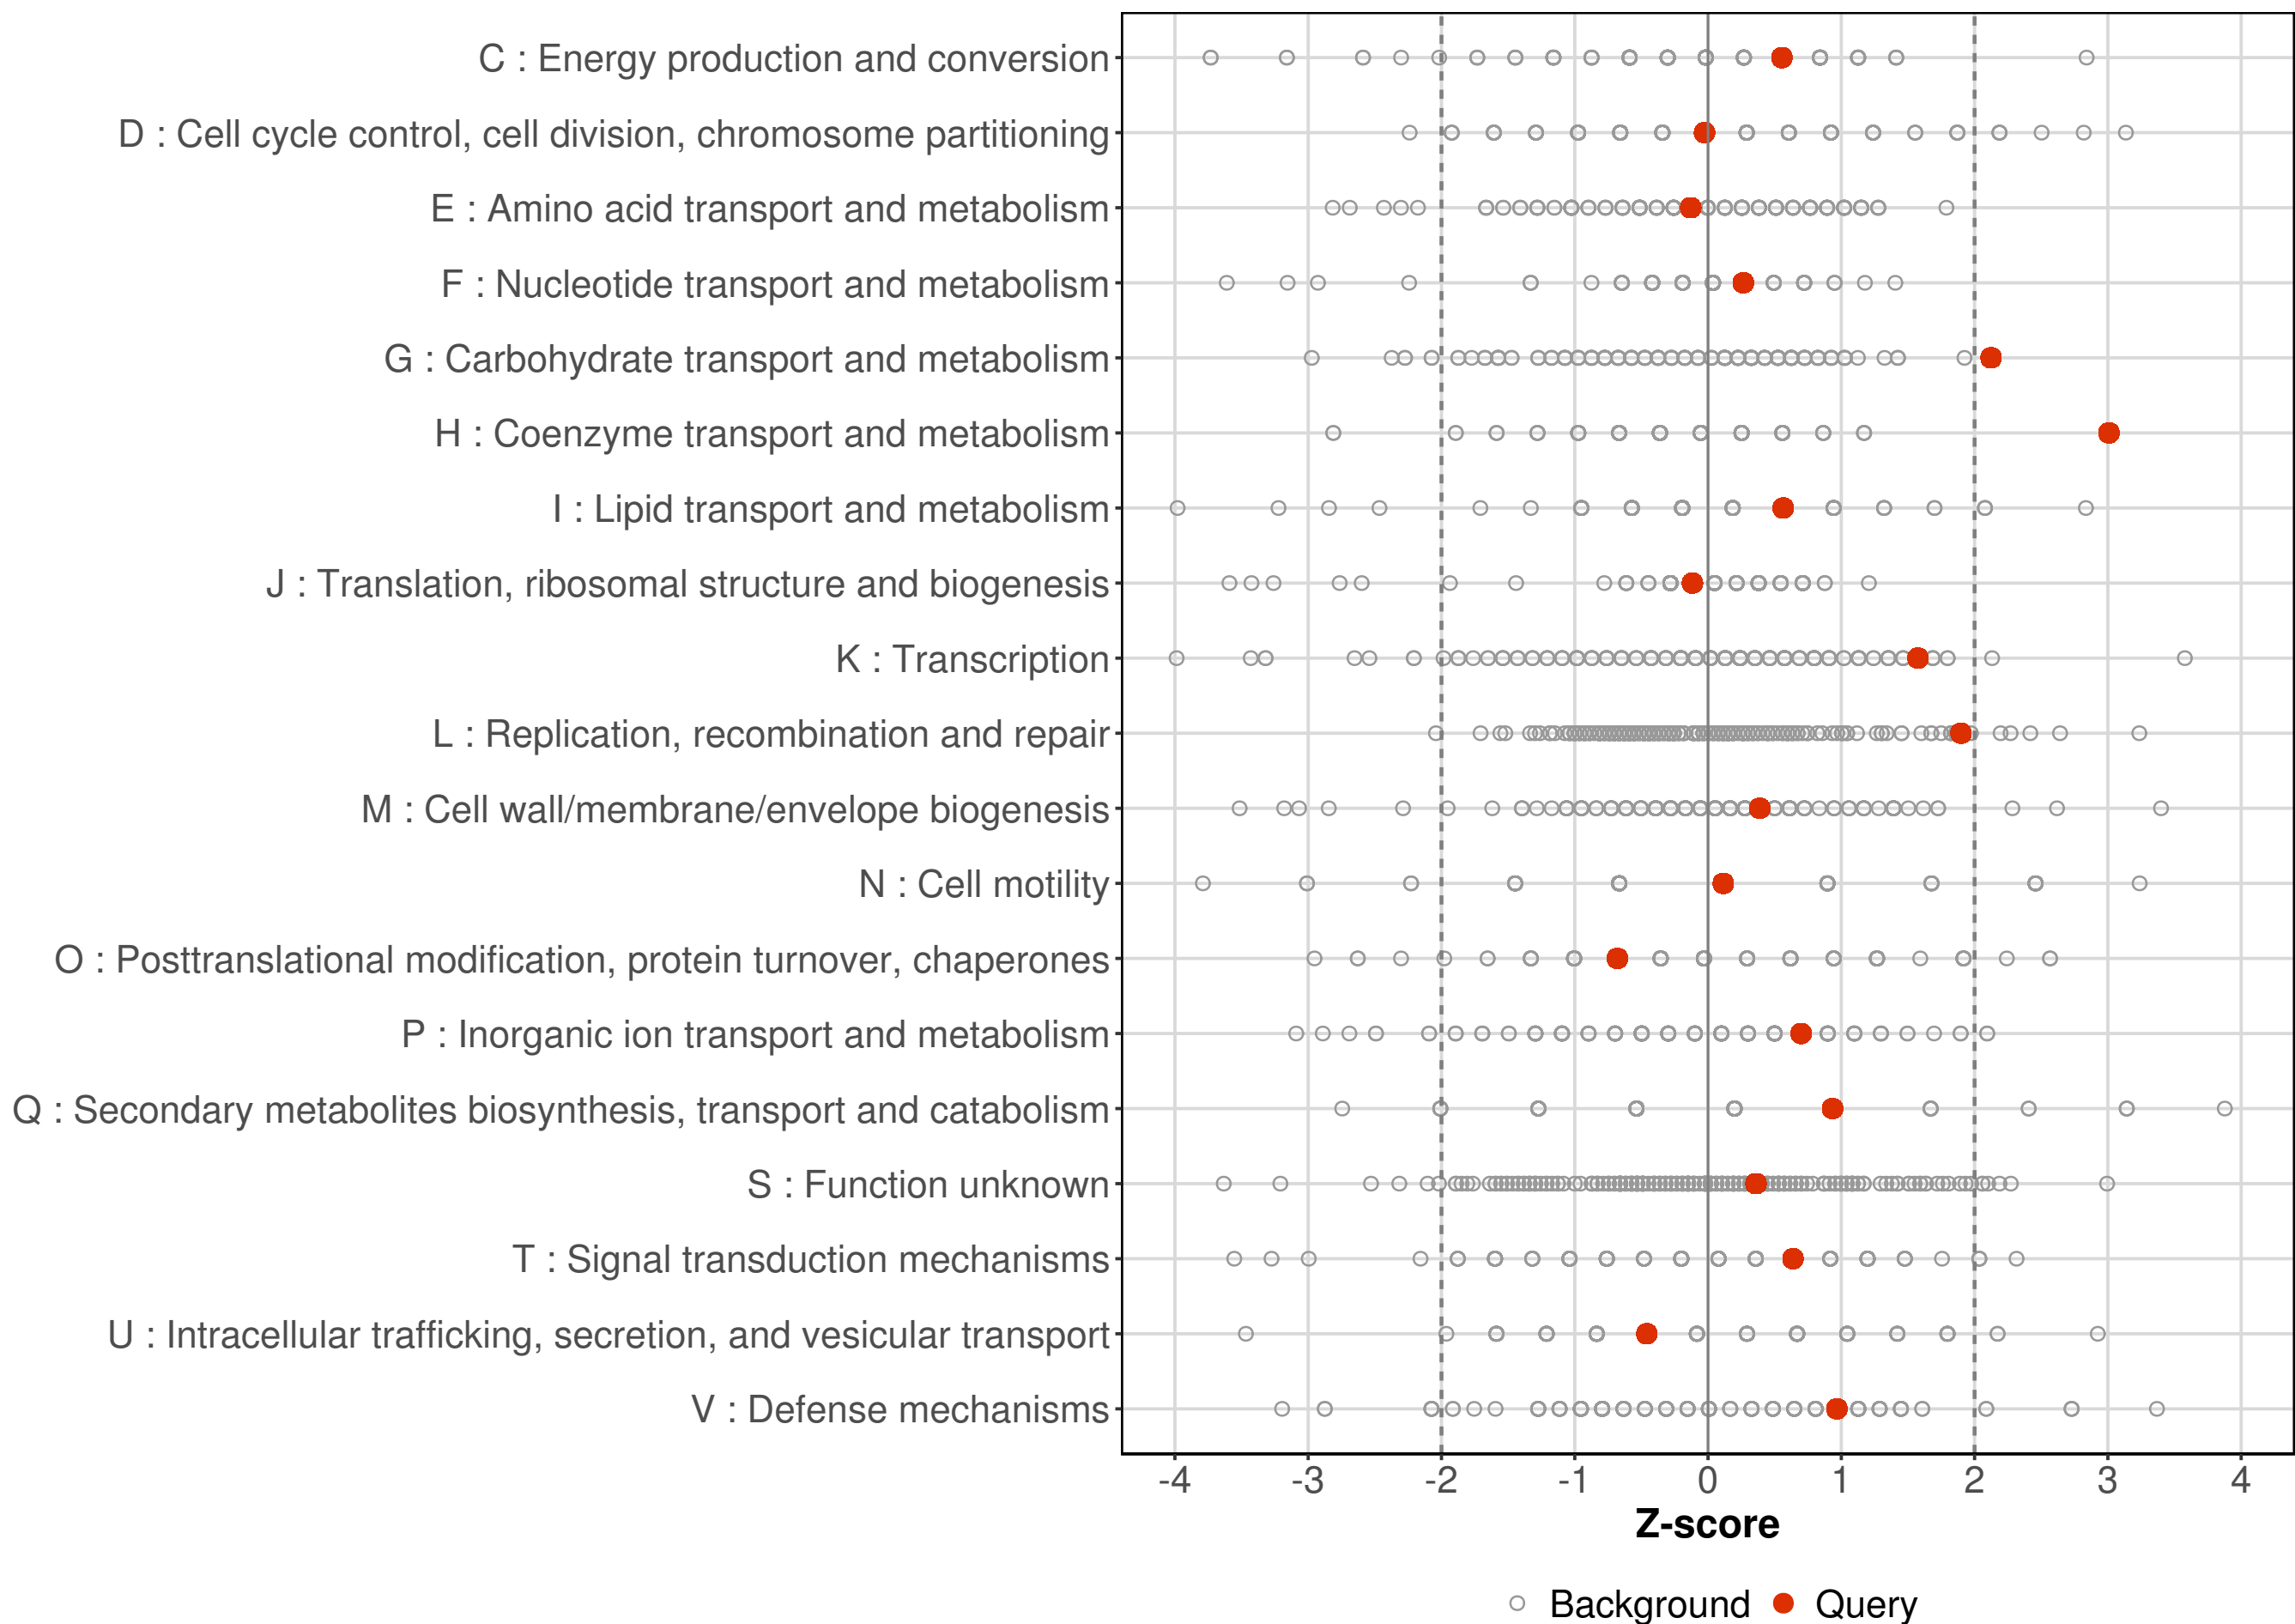 C : Energy production and conversion
D : Cell cycle control, cell division, chromosome partitioning
E : Amino acid transport and metabolism
F : Nucleotide transport and metabolism
G : Carbohydrate transport and metabolism
H : Coenzyme transport and metabolism
I : Lipid transport and metabolism
J : Translation, ribosomal structure and biogenesis
K : Transcription
L : Replication, recombination and repair
M : Cell wall/membrane/envelope biogenesis
N : Cell motility
O : Posttranslational modification, protein turnover, chaperones
P : Inorganic ion transport and metabolism
Q : Secondary metabolites biosynthesis, transport and catabolism
S : Function unknown
T : Signal transduction mechanisms
U : Intracellular trafficking, secretion, and vesicular transport
V : Defense mechanisms
-4 -3 -2 -1 0 1 2 3 4
Z-score
Background Query